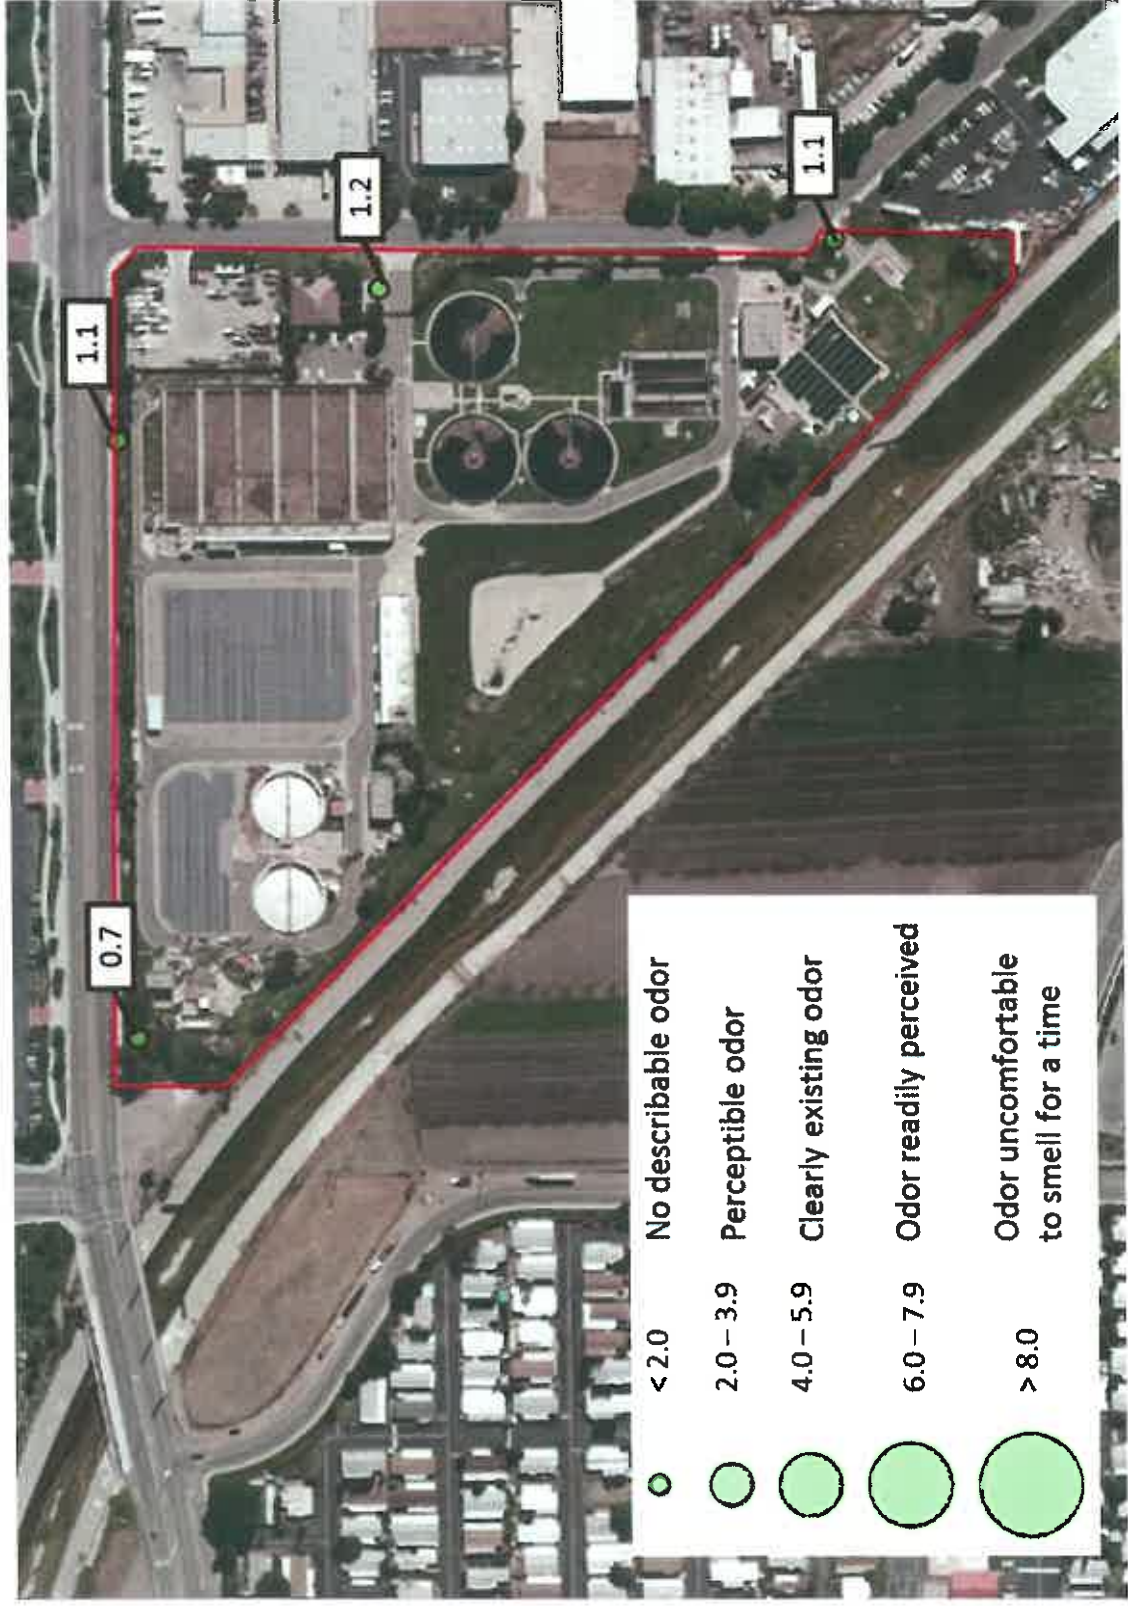 0.7
1.1
1.2
1.1
< 2.0 No describable odor
2.0 – 3.9 Perceptible odor
4.0 – 5.9 Clearly existing odor
6.0 – 7.9 Odor readily perceived
> 8.0 Odor uncomfortable
to smell for a time